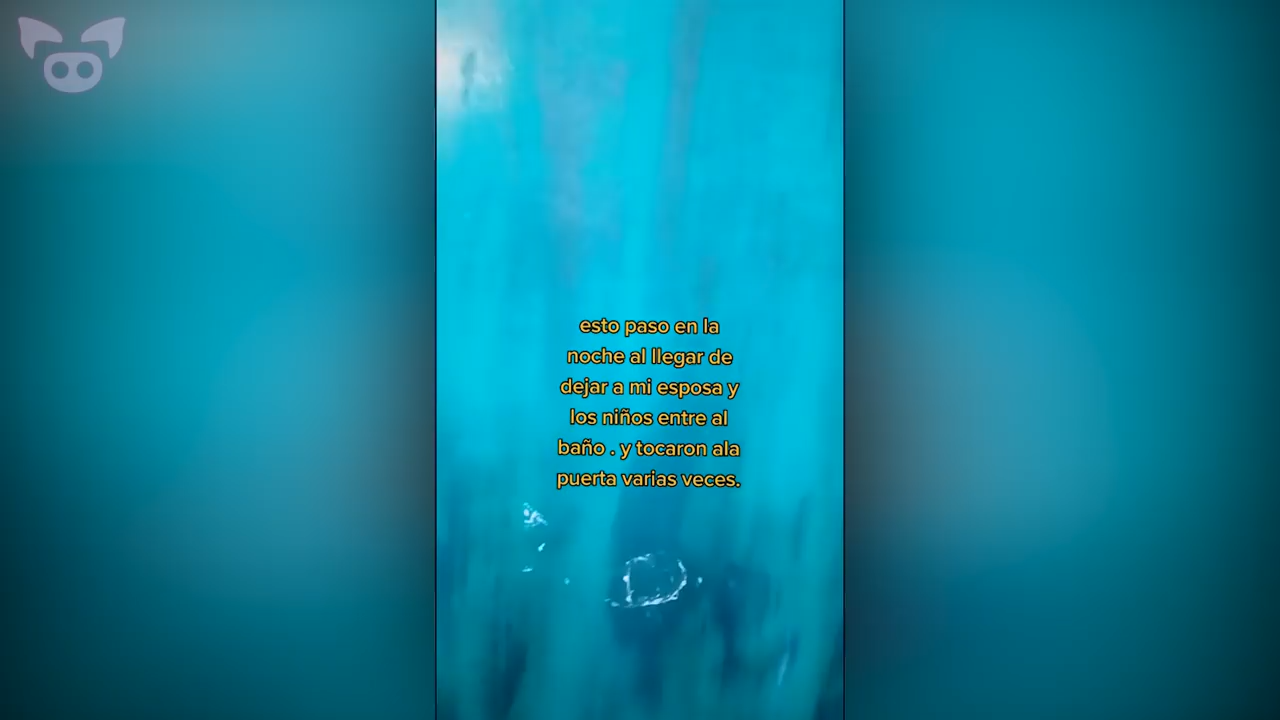 esto paso en la
noche al llegar de
dejar a mi esposa y
los niños entre al
baño . y tocaron ala
puerta varias veces.